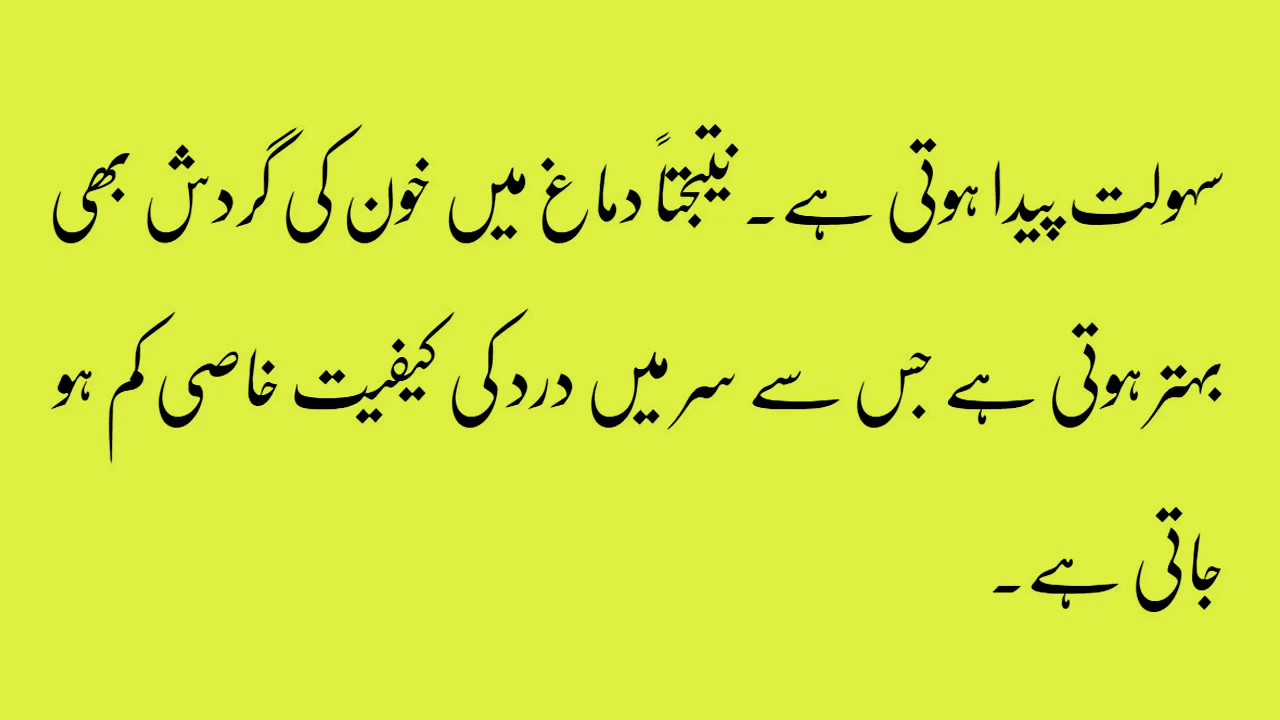 سہولت پیدا ہوتی ہے۔ نتیجتاً دماغ میں خون کی گردش بھی
بہتر ہوتی ہے جس سے سر میں درد کی کیفیت خاصی کم ہو
جاتی ہے۔